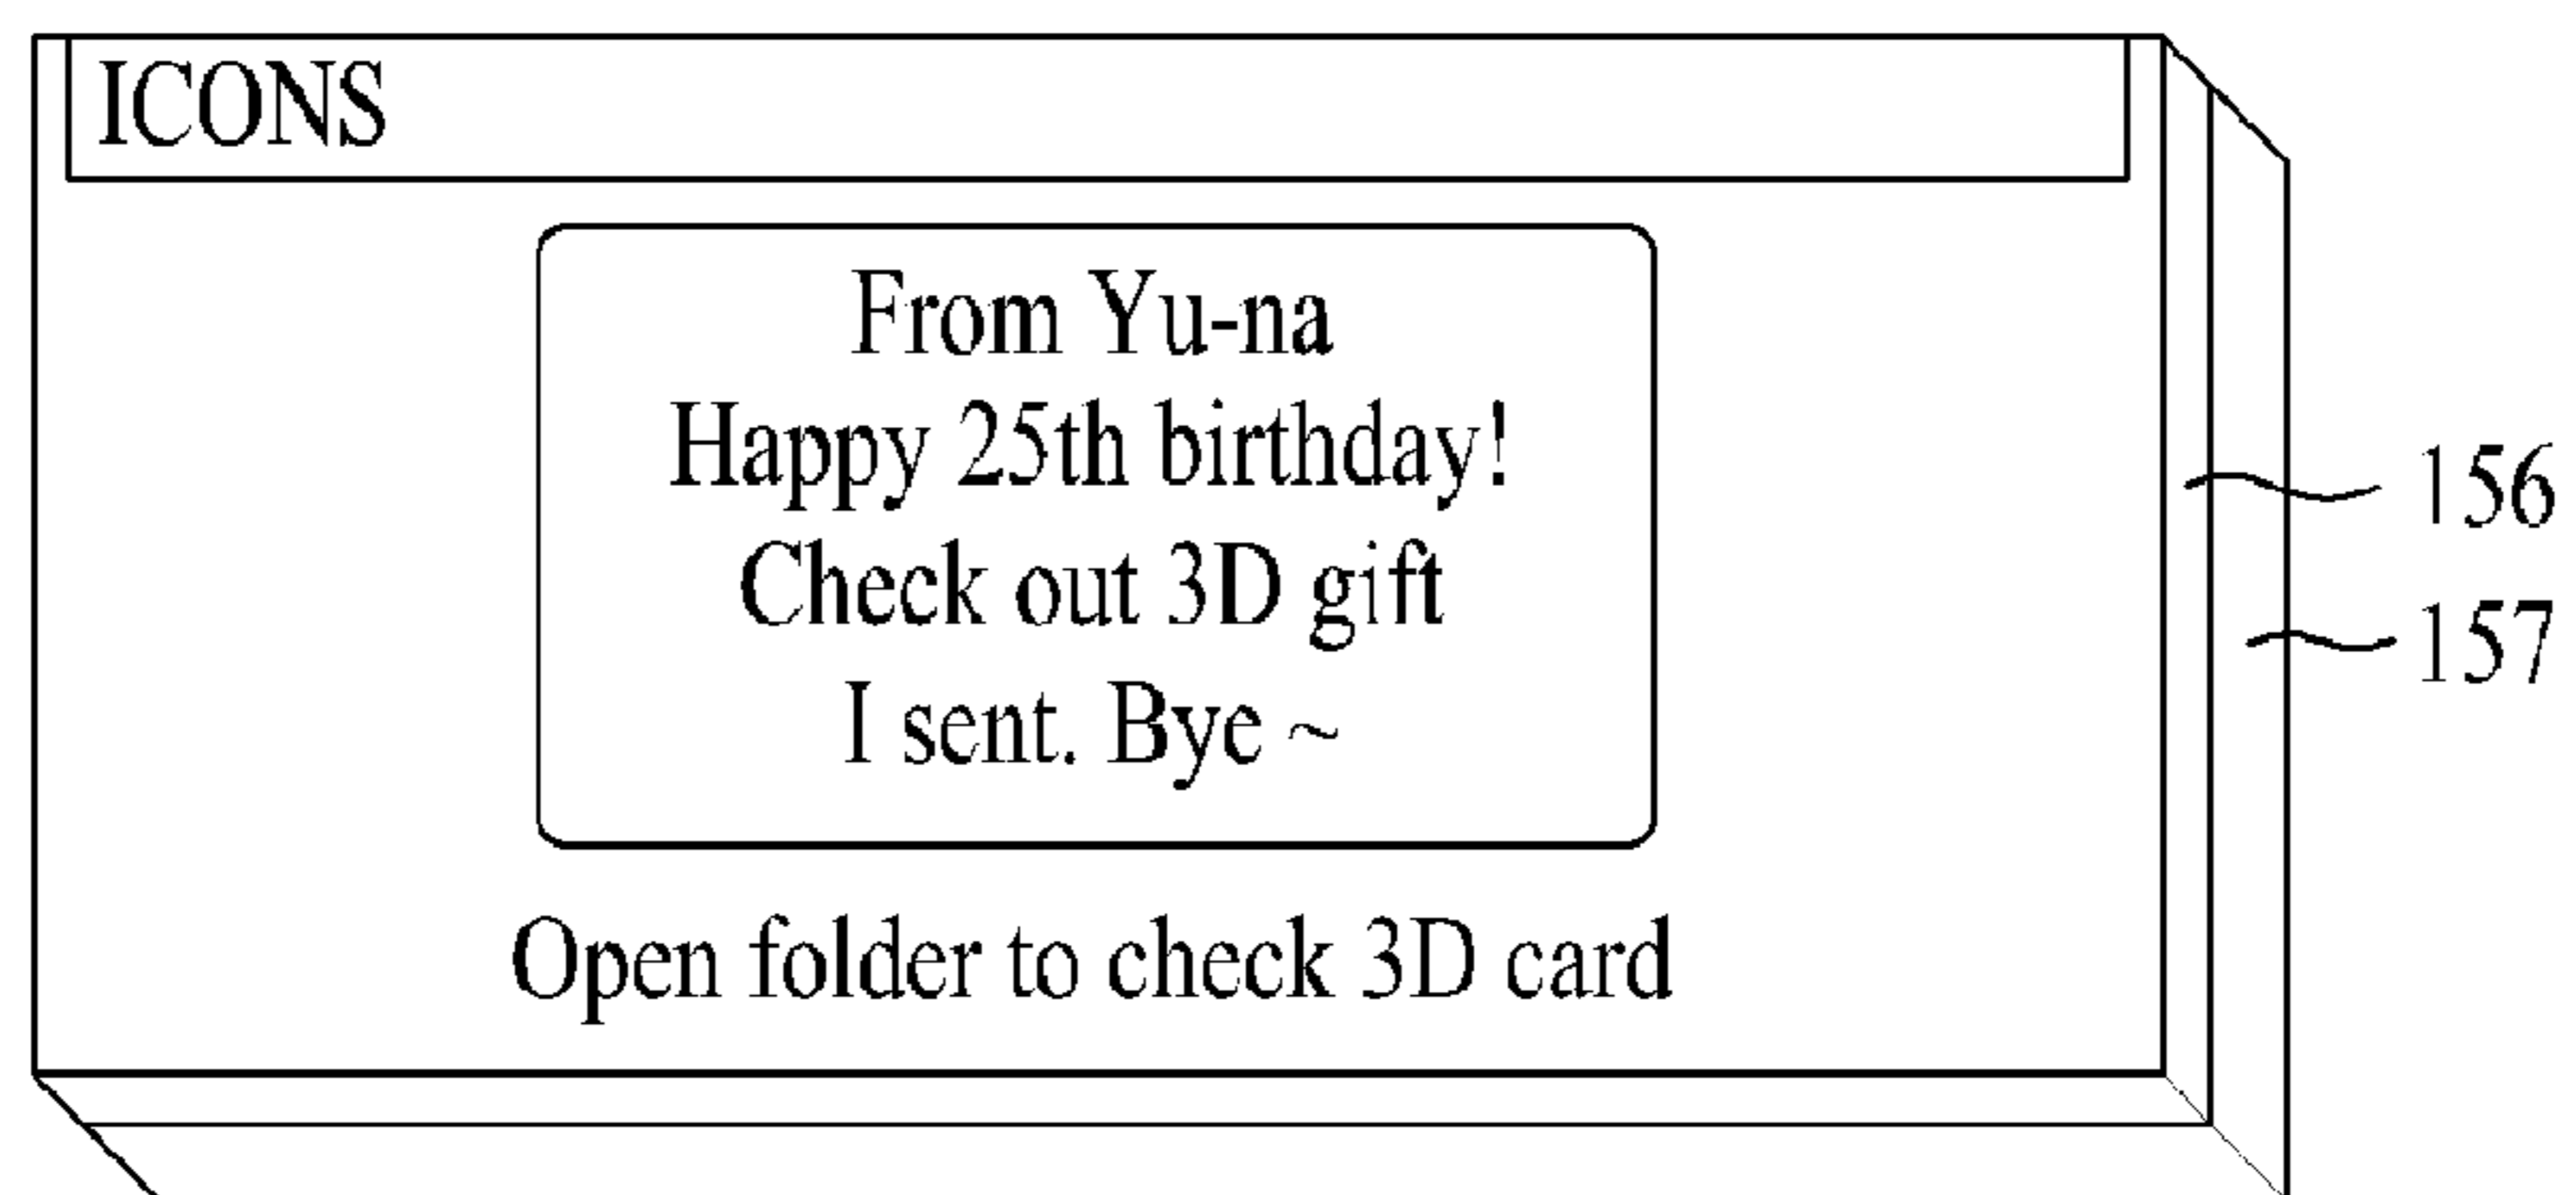 ICONS
From Yu-na
Happy 25th birthday!
Check out 3D gift
I sent. Bye ~
Open folder to check 3D card
156
157